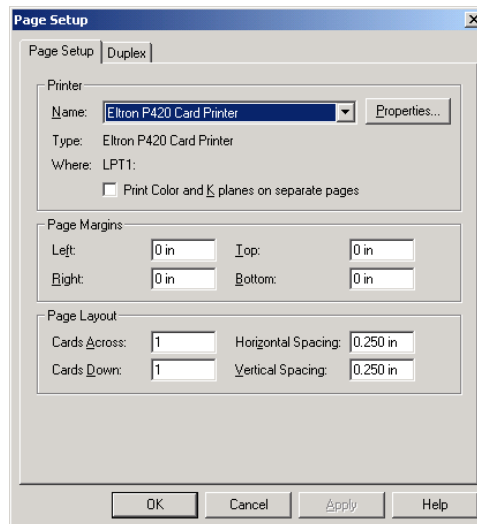 Page Setup
Page Setup Duplex
Printer
Name: Eltron P420 Card Printer Properties...
Type: Eltron P420 Card Printer
Where: LPT1:
Print Color and K planes on separate pages
Page Margins
Left: 0 in Top: 0 in
Right: 0 in Bottom: 0 in
Page Layout
Cards Across: 1 Horizontal Spacing: 0.250 in
Cards Down: 1 Vertical Spacing: 0.250 in
OK Cancel Apply Help